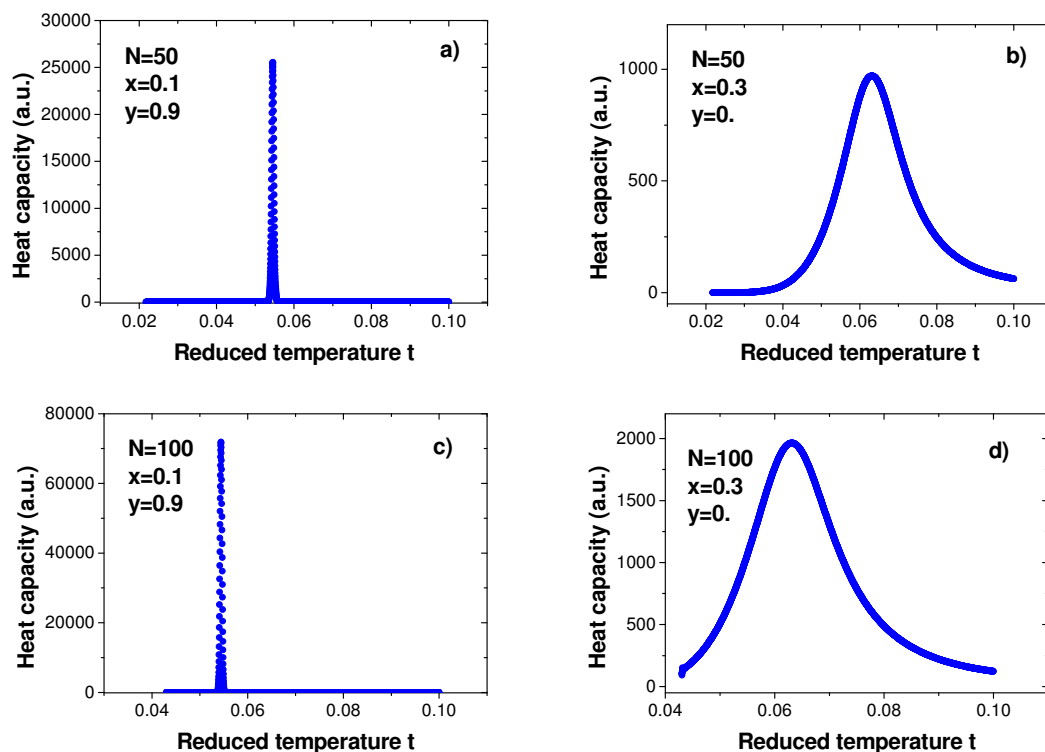 30000
25000
20000
15000
10000
5000
0
Heat capacity (a.u.)
N=50
x=0.1
y=0.9
a)
0.02 0.04 0.06 0.08 0.10
Reduced temperature t
1000
500
0
Heat capacity (a.u.)
N=50
x=0.3
y=0.
b)
0.02 0.04 0.06 0.08 0.10
Reduced temperature t
80000
60000
40000
20000
0
Heat capacity (a.u.)
N=100
x=0.1
y=0.9
c)
0.04 0.06 0.08 0.10
Reduced temperature t
2000
1500
1000
500
0
Heat capacity (a.u.)
N=100
x=0.3
y=0.
d)
0.04 0.06 0.08 0.10
Reduced temperature t